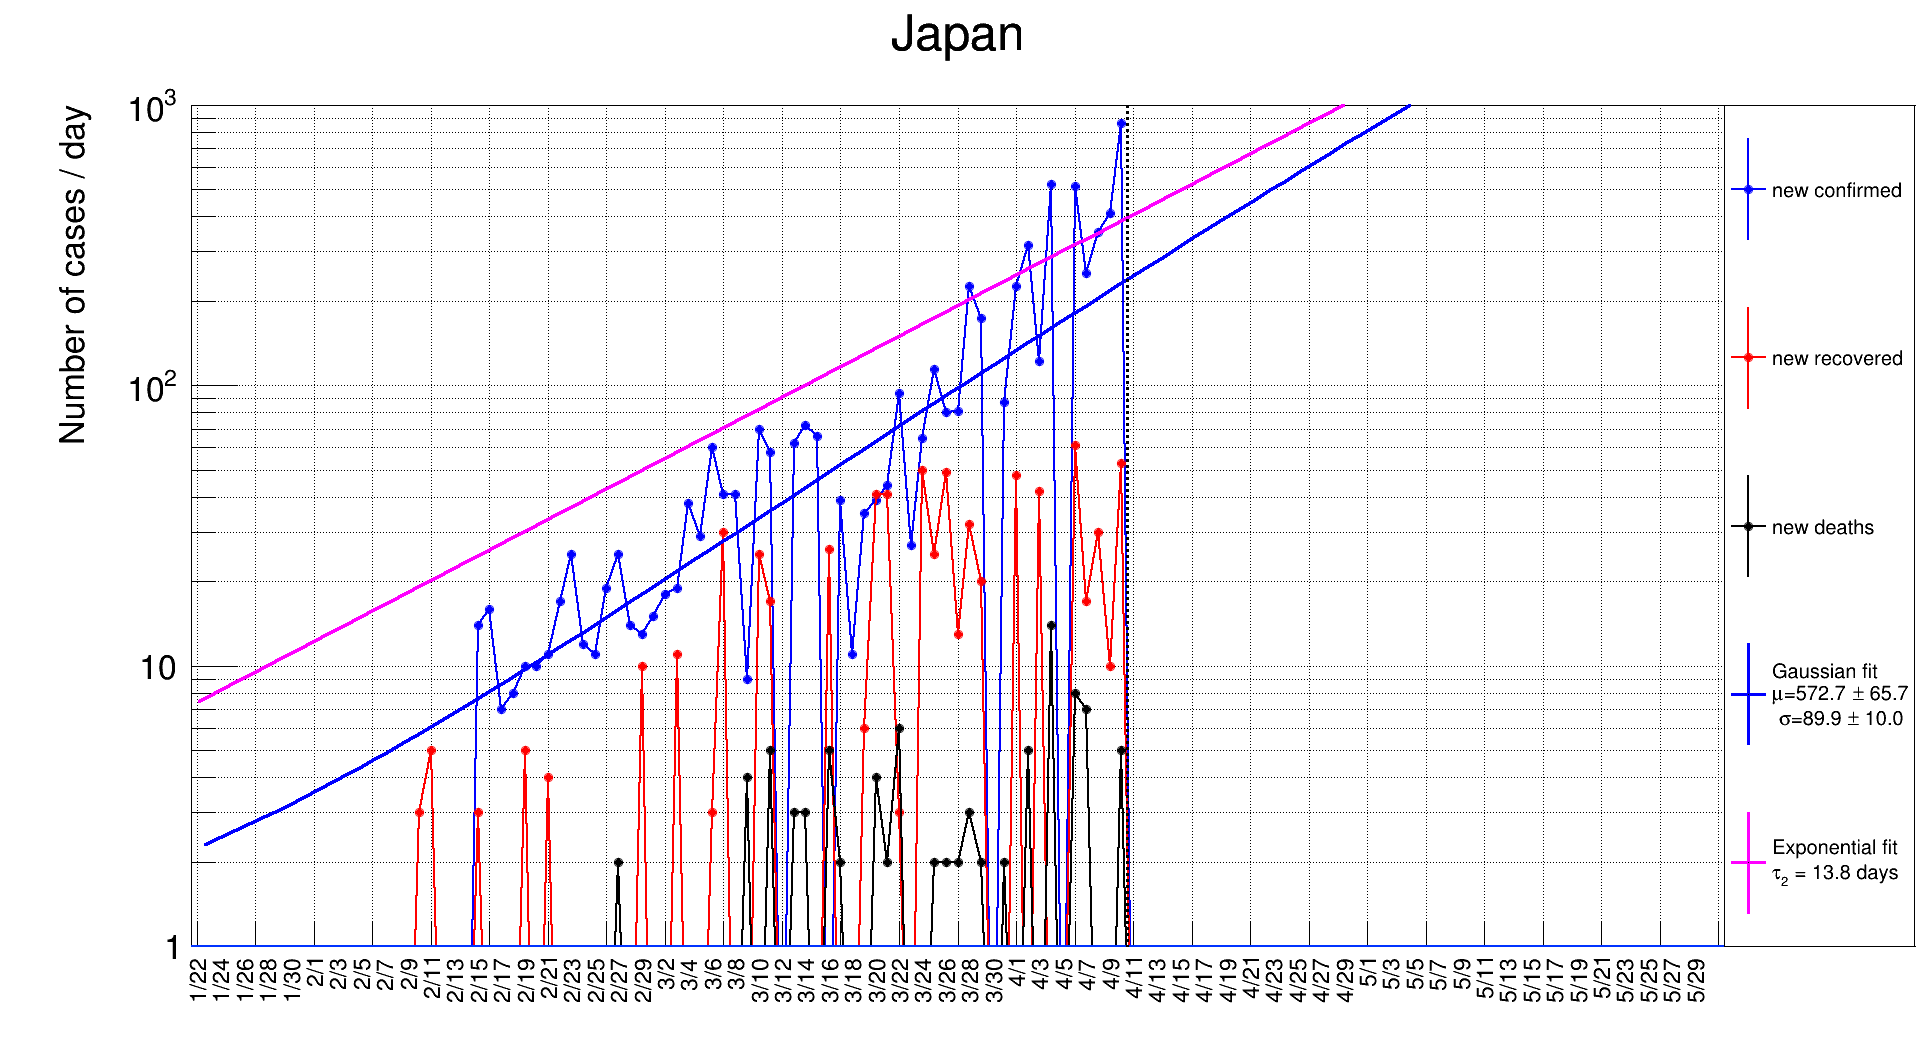 Japan
Number of cases / day
10³
10²
10
1
1/22 1/24 1/26 1/28 1/30 2/1 2/3 2/5 2/7 2/9 2/11 2/13 2/15 2/17 2/19 2/21 2/23 2/25 2/27 2/29 3/2 3/4 3/6 3/8 3/10 3/12 3/14 3/16 3/18 3/20 3/22 3/24 3/26 3/28 3/30 4/1 4/3 4/5 4/7 4/9 4/11 4/13 4/15 4/17 4/19 4/21 4/23 4/25 4/27 4/29 5/1 5/3 5/5 5/7 5/9 5/11 5/13 5/15 5/17 5/19 5/21 5/23 5/25 5/27 5/29
new confirmed
new recovered
new deaths
Gaussian fit
μ=572.7 ± 65.7
σ=89.9 ± 10.0
Exponential fit
τ₂ = 13.8 days